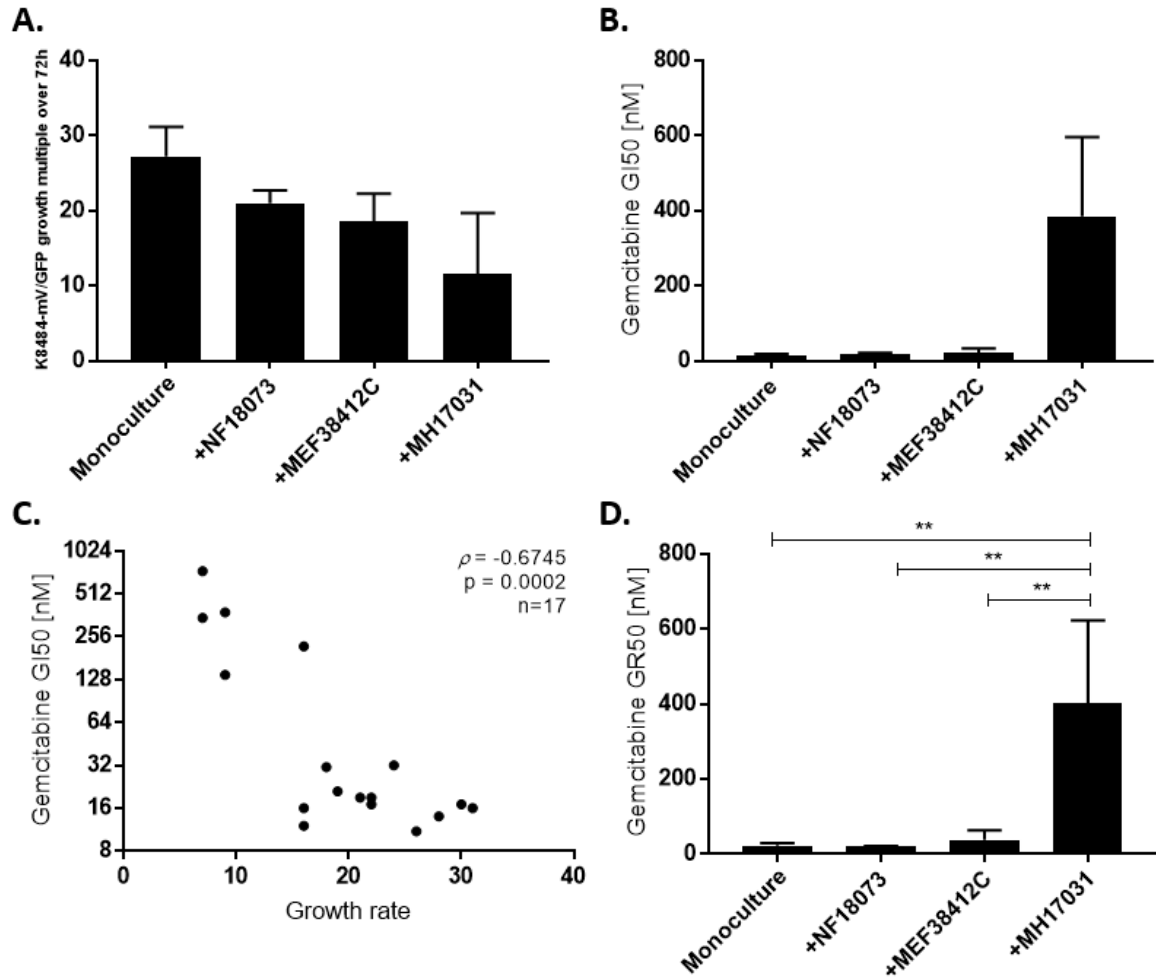 A.
K8484-mV/GFP growth multiple over 72h
40
30
20
10
0
Monoculture
+NF18073
+MEF38412C
+MH17031
B.
Gemcitabine GI50 [nM]
800
600
400
200
0
Monoculture
+NF18073
+MEF38412C
+MH17031
C.
Gemcitabine GI50 [nM]
1024
512
256
128
64
32
16
8
0
10
20
30
40
Growth rate
ρ = -0.6745
p = 0.0002
n=17
D.
Gemcitabine GR50 [nM]
800
600
400
200
0
**
**
**
Monoculture
+NF18073
+MEF38412C
+MH17031